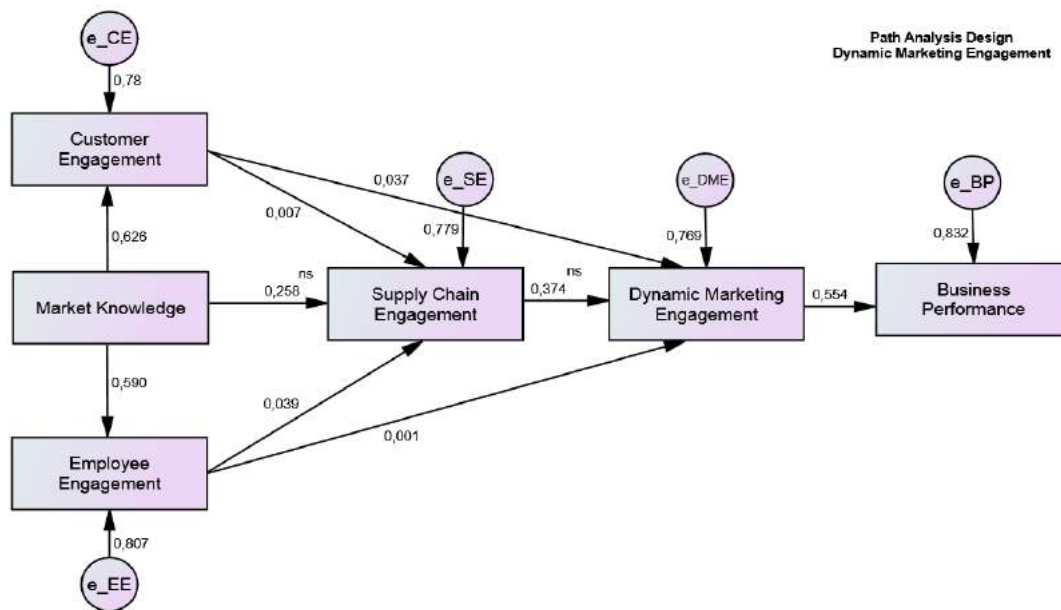 Path Analysis Design
Dynamic Marketing Engagement
e_CE
0,78
Customer
Engagement
0,037
0,007
e_SE
0,779
e_DME
0,769
e_BP
0,832
0,626
Market Knowledge
ns
0,258
Supply Chain
Engagement
ns
0,374
Dynamic Marketing
Engagement
0,554
Business
Performance
0,590
0,039
0,001
Employee
Engagement
0,807
e_EE